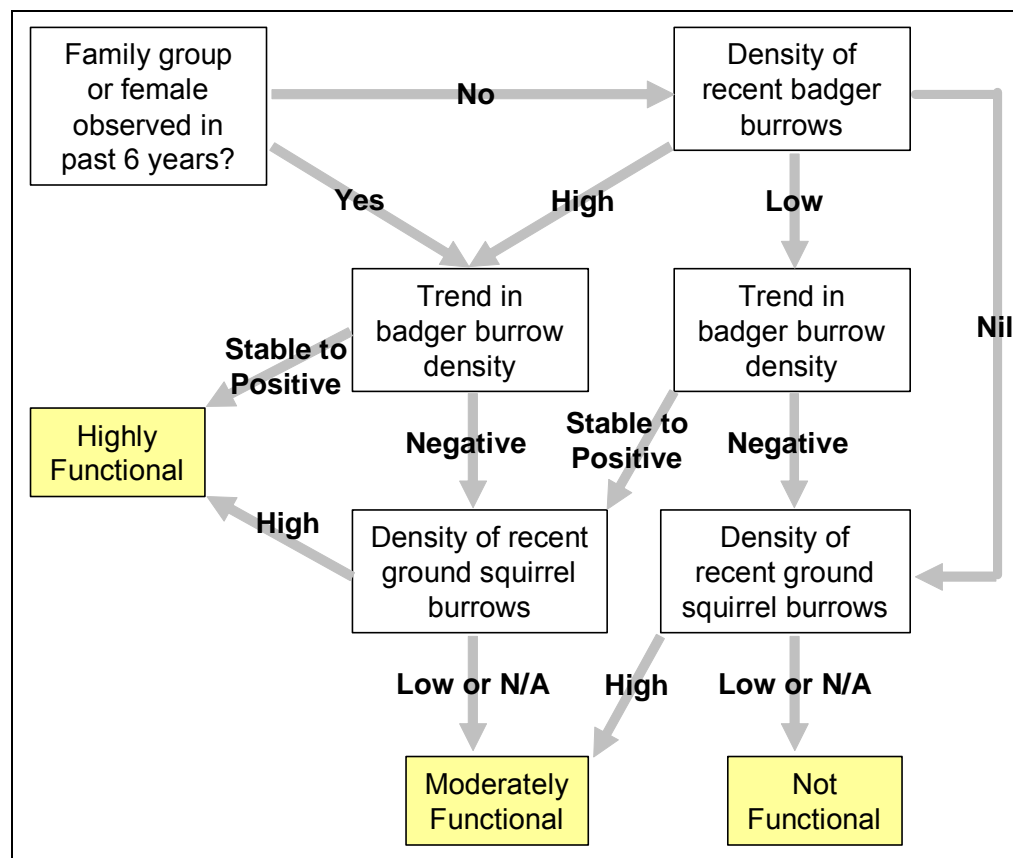 Family group
or female
observed in
past 6 years?
No
Density of
recent badger
burrows
Yes
High
Low
Nil
Trend in
badger burrow
density
Trend in
badger burrow
density
Stable to
Positive
Negative
Stable to
Positive
Negative
Highly
Functional
High
Density of recent
ground squirrel
burrows
Density of
recent ground
squirrel burrows
Low or N/A
High
Low or N/A
Moderately
Functional
Not
Functional